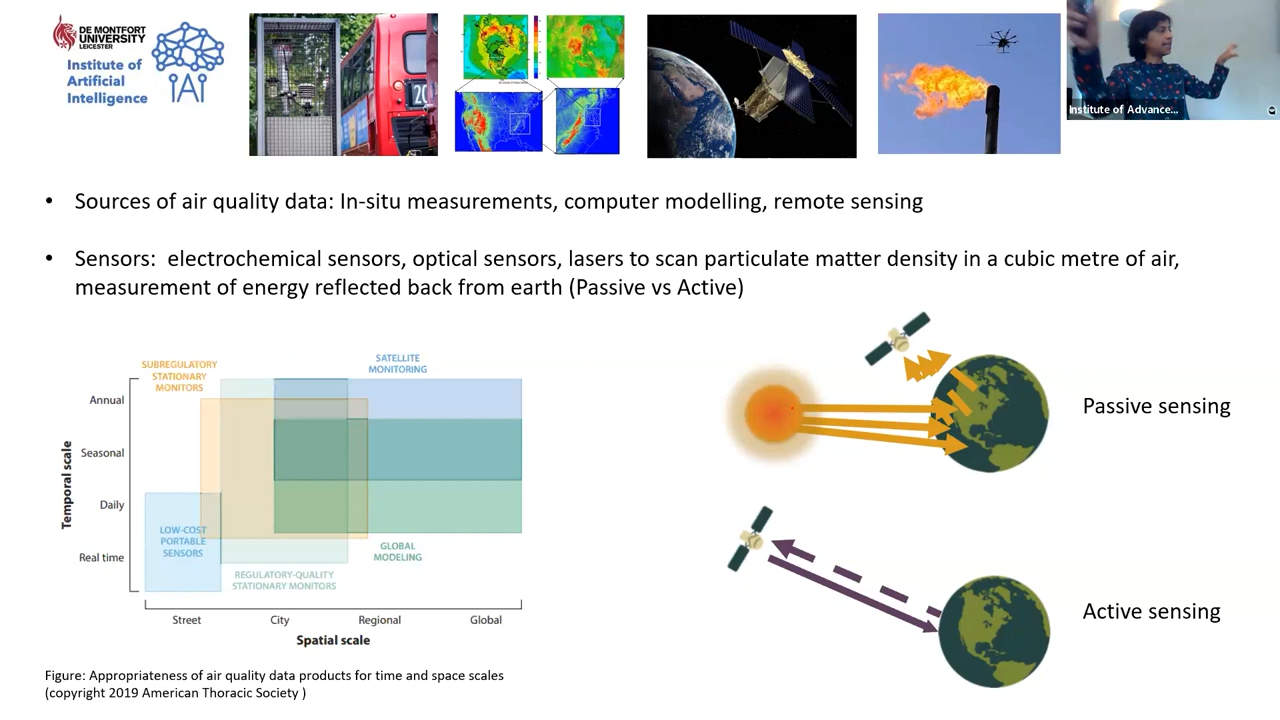 DE MONTFORT
UNIVERSITY
LEICESTER
Institute of
Artificial
Intelligence
IAI
20
Institute of Advance...
• Sources of air quality data: In-situ measurements, computer modelling, remote sensing
• Sensors: electrochemical sensors, optical sensors, lasers to scan particulate matter density in a cubic metre of air,
measurement of energy reflected back from earth (Passive vs Active)
SUBREGULATORY
STATIONARY
MONITORS
SATELLITE
MONITORING
Annual
Seasonal
Daily
Real time
Temporal scale
LOW-COST
PORTABLE
SENSORS
GLOBAL
MODELING
REGULATORY-QUALITY
STATIONARY MONITORS
Street
City
Regional
Global
Spatial scale
Passive sensing
Active sensing
Figure: Appropriateness of air quality data products for time and space scales
(copyright 2019 American Thoracic Society )